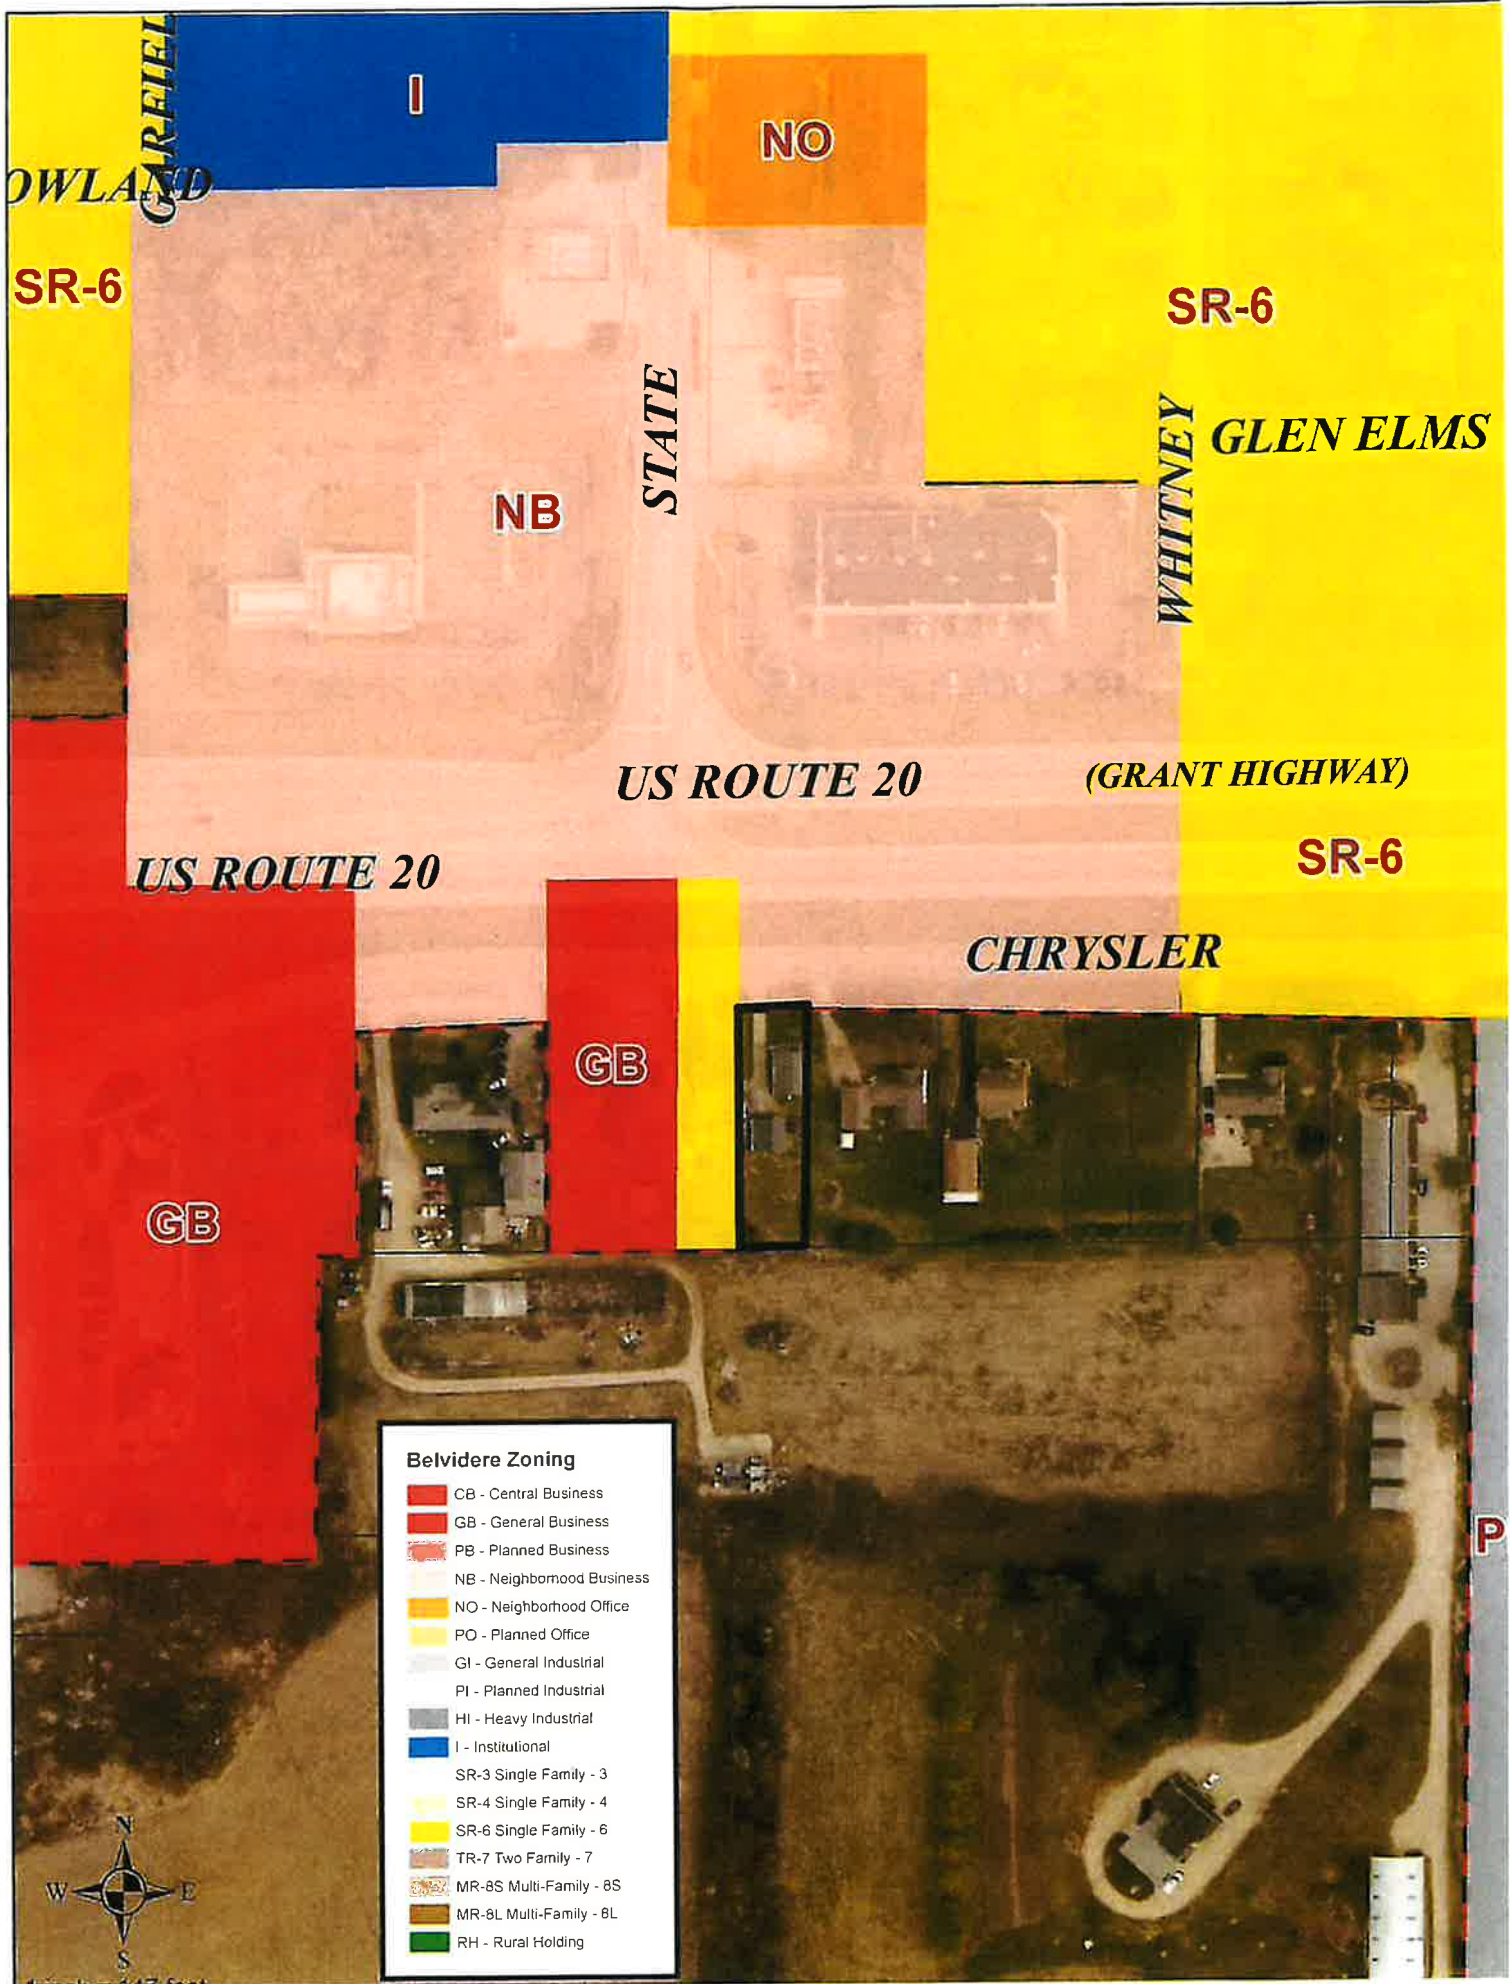 GARFIEL
I
NO
OWLAND
SR-6
SR-6
STATE
WHITNEY
GLEN ELMS
NB
US ROUTE 20
(GRANT HIGHWAY)
US ROUTE 20
SR-6
CHRYSLER
GB
GB
P
Belvidere Zoning
CB - Central Business
GB - General Business
PB - Planned Business
NB - Neighborhood Business
NO - Neighborhood Office
PO - Planned Office
GI - General Industrial
PI - Planned Industrial
HI - Heavy Industrial
I - Institutional
SR-3 Single Family - 3
SR-4 Single Family - 4
SR-6 Single Family - 6
TR-7 Two Family - 7
MR-8S Multi-Family - 8S
MR-8L Multi-Family - 8L
RH - Rural Holding
N
W E
S